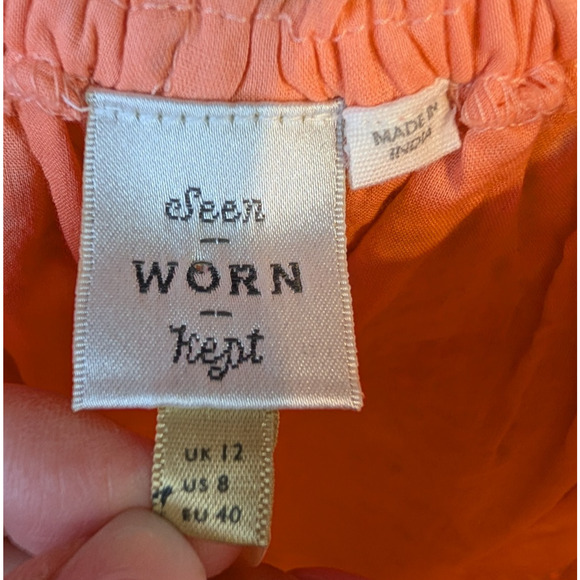 Seen
WORN
Kept
MADE IN
INDIA
UK 12
US 8
EU 40